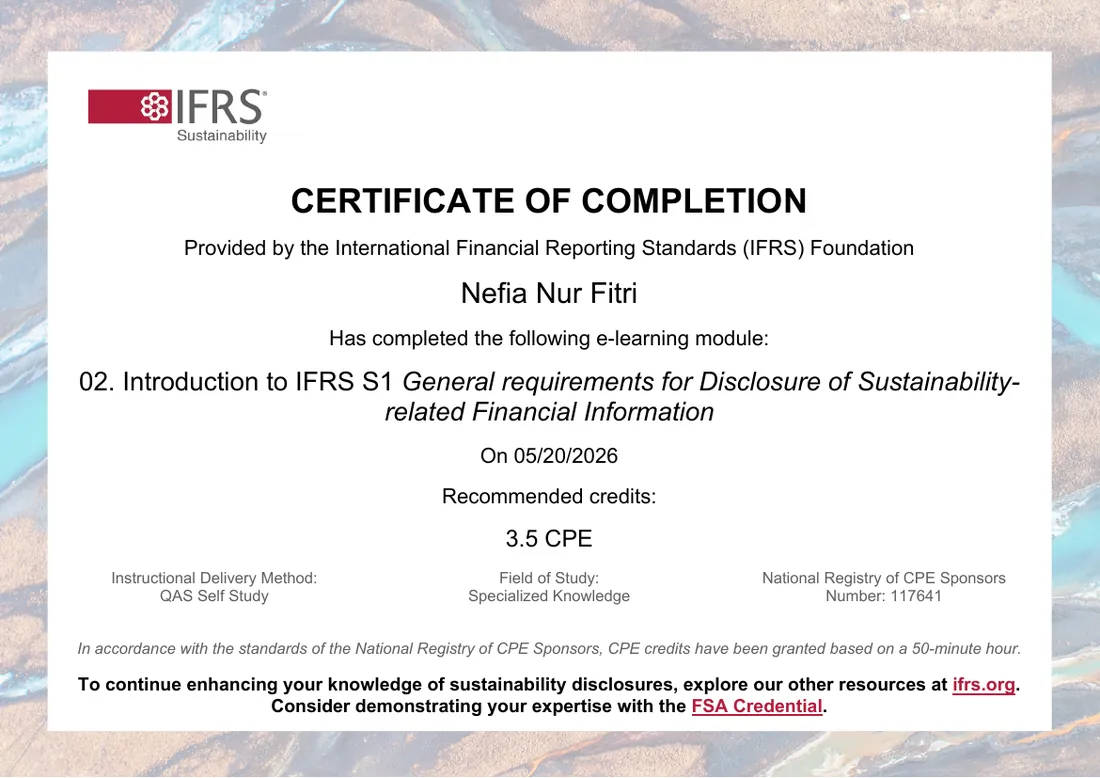 IFRS®
Sustainability
CERTIFICATE OF COMPLETION
Provided by the International Financial Reporting Standards (IFRS) Foundation
Nefia Nur Fitri
Has completed the following e-learning module:
02. Introduction to IFRS S1 General requirements for Disclosure of Sustainability-
related Financial Information
On 05/20/2026
Recommended credits:
3.5 CPE
Instructional Delivery Method:
QAS Self Study
Field of Study:
Specialized Knowledge
National Registry of CPE Sponsors
Number: 117641
In accordance with the standards of the National Registry of CPE Sponsors, CPE credits have been granted based on a 50-minute hour.
To continue enhancing your knowledge of sustainability disclosures, explore our other resources at ifrs.org.
Consider demonstrating your expertise with the FSA Credential.